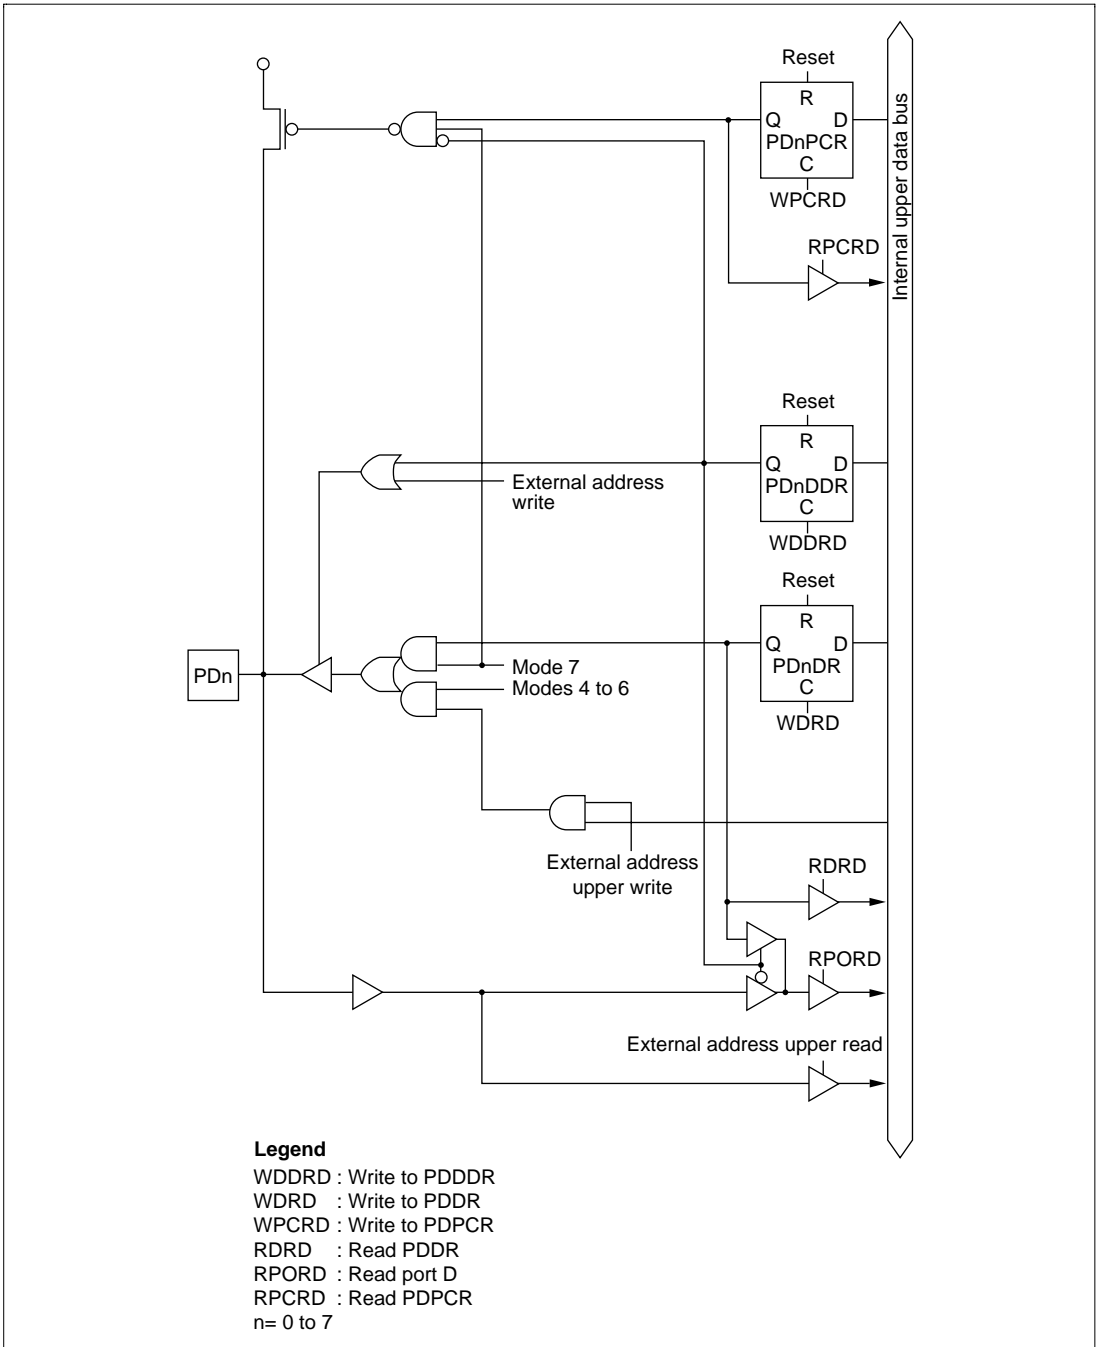 Reset
R
Q D
PDnPCR
C
WPCRD
RPCRD
Internal upper data bus
Reset
R
Q D
PDnDDR
C
WDDRD
External address
write
Reset
R
Q D
PDnDR
C
WDRD
PDn
Mode 7
Modes 4 to 6
External address
upper write
RDRD
RPORD
External address upper read
Legend
WDDRD : Write to PDDDR
WDRD : Write to PDDR
WPCRD : Write to PDPCR
RDRD : Read PDDR
RPORD : Read port D
RPCRD : Read PDPCR
n= 0 to 7